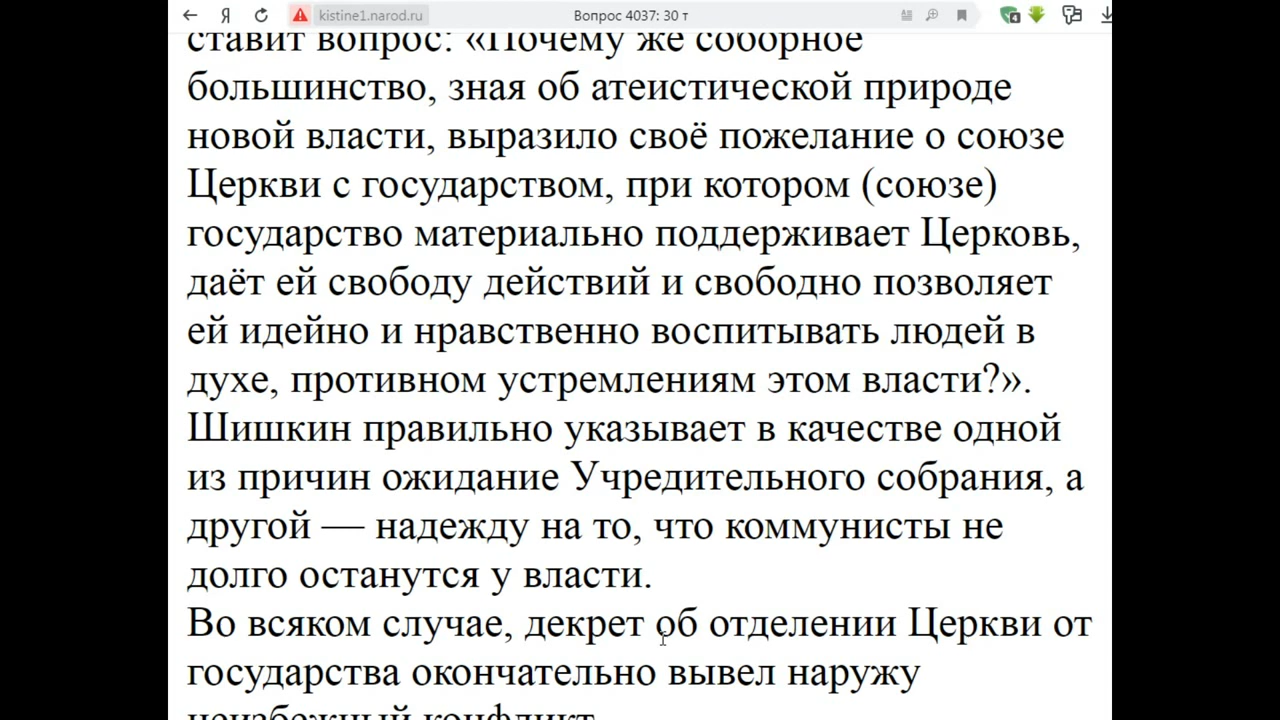 Я
kistine1.narod.ru
Вопрос 4037: 30 т
4
ставит вопрос: «Почему же соборное
большинство, зная об атеистической природе
новой власти, выразило своё пожелание о союзе
Церкви с государством, при котором (союзе)
государство материально поддерживает Церковь,
даёт ей свободу действий и свободно позволяет
ей идейно и нравственно воспитывать людей в
духе, противном устремлениям этом власти?».
Шишкин правильно указывает в качестве одной
из причин ожидание Учредительного собрания, а
другой — надежду на то, что коммунисты не
долго останутся у власти.
Во всяком случае, декрет об отделении Церкви от
государства окончательно вывел наружу
неизбежный конфликт